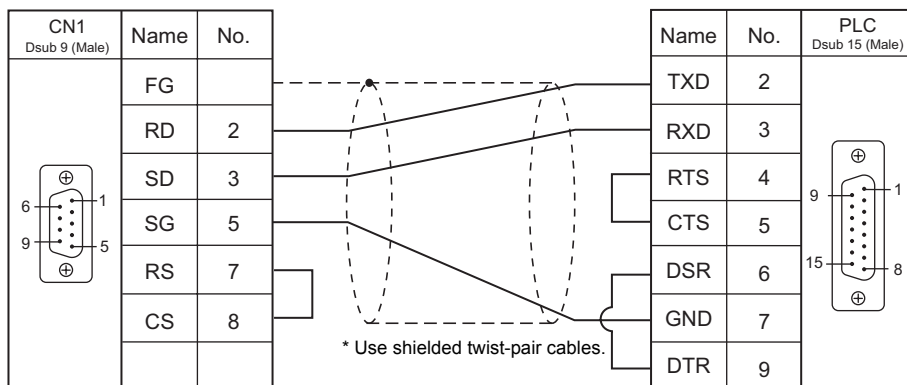 CN1
Dsub 9 (Male)
Name No.
FG
RD 2
SD 3
SG 5
RS 7
CS 8
6 1
9 5
* Use shielded twist-pair cables.
Name No.
PLC
Dsub 15 (Male)
TXD 2
RXD 3
RTS 4
CTS 5
DSR 6
GND 7
DTR 9
9 1
15 8